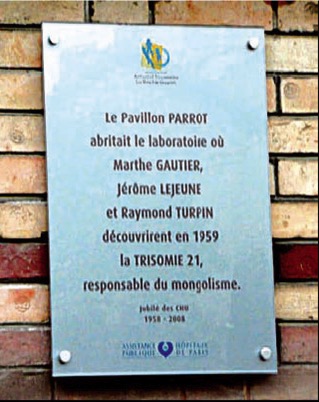 Le Pavillon PARROT
abritait le laboratoire où
Marthe GAUTIER,
Jérôme LEJEUNE
et Raymond TURPIN
découvrirent en 1959
la TRISOMIE 21,
responsable du mongolisme.
Jubilé des CHU
1958 - 2008
ASSISTANCE HÔPITAUX
PUBLIQUE DE PARIS